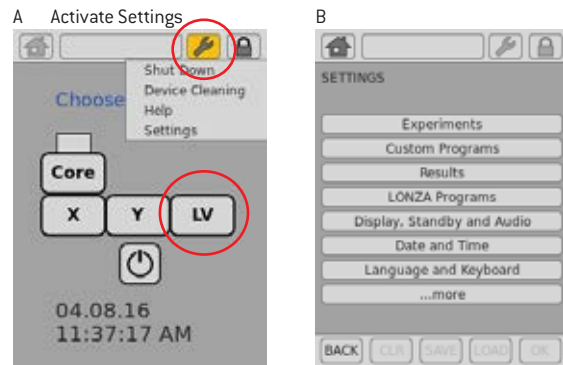 A Activate Settings
Shut Down
Device Cleaning
Help
Settings
Choose
Core
X Y LV
04.08.16
11:37:17 AM
B
SETTINGS
Experiments
Custom Programs
Results
LONZA Programs
Display, Standby and Audio
Date and Time
Language and Keyboard
...more
BACK CLR SAVE LOAD OK